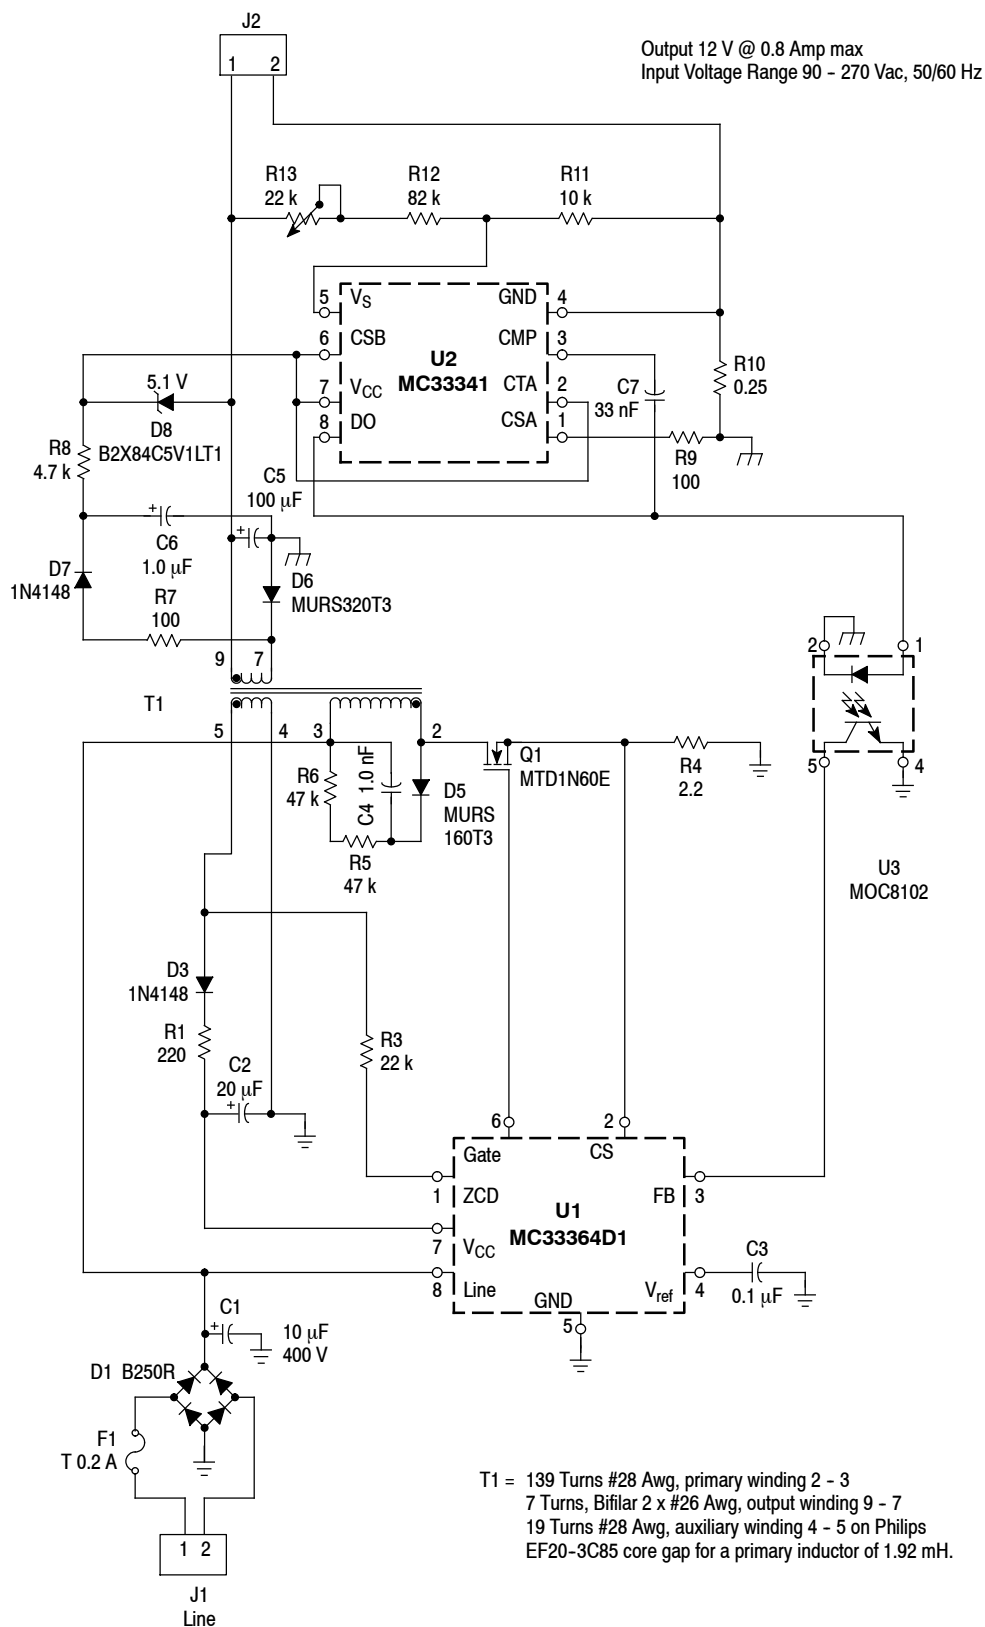 J2
Output 12 V @ 0.8 Amp max
Input Voltage Range 90 - 270 Vac, 50/60 Hz
1 2
R13
22 k
R12
82 k
R11
10 k
5 VS
GND 4
6 CSB
CMP 3
U2
MC33341
7 VCC
CTA 2
8 DO
CSA 1
C7
33 nF
R10
0.25
R9
100
5.1 V
D8
B2X84C5V1LT1
R8
4.7 k
C5
100 µF
+
+
C6
1.0 µF
D7
1N4148
R7
100
D6
MURS320T3
9 7
2 1
T1
5 4 3 2
Q1
MTD1N60E
R4
2.2
5 4
R6
47 k
C4 1.0 nF
D5
MURS
160T3
R5
47 k
U3
MOC8102
D3
1N4148
R1
220
R3
22 k
C2
20 µF
+
6 2
Gate CS
1 ZCD
FB 3
U1
MC33364D1
7 VCC
8 Line
Vref 4
GND
5
C3
0.1 µF
C1
+
10 µF
400 V
D1 B250R
F1
T 0.2 A
1 2
J1
Line
T1 = 139 Turns #28 Awg, primary winding 2 - 3
7 Turns, Bifilar 2 x #26 Awg, output winding 9 - 7
19 Turns #28 Awg, auxiliary winding 4 - 5 on Philips
EF20-3C85 core gap for a primary inductor of 1.92 mH.